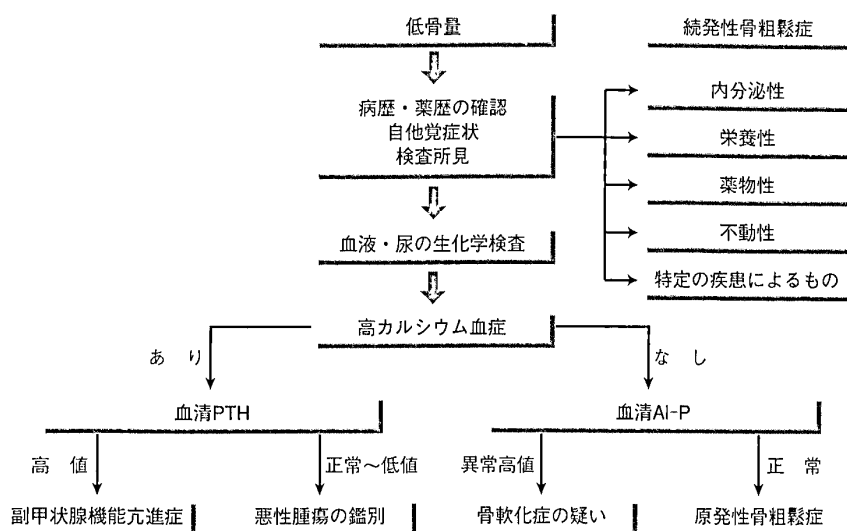 低骨量
続発性骨粗鬆症
病歴・薬歴の確認
自他覚症状
検査所見
内分泌性
栄養性
薬物性
不動性
特定の疾患によるもの
血液・尿の生化学検査
高カルシウム血症
あり
なし
血清PTH
血清Al-P
高値
正常～低値
異常高値
正常
副甲状腺機能亢進症
悪性腫瘍の鑑別
骨軟化症の疑い
原発性骨粗鬆症